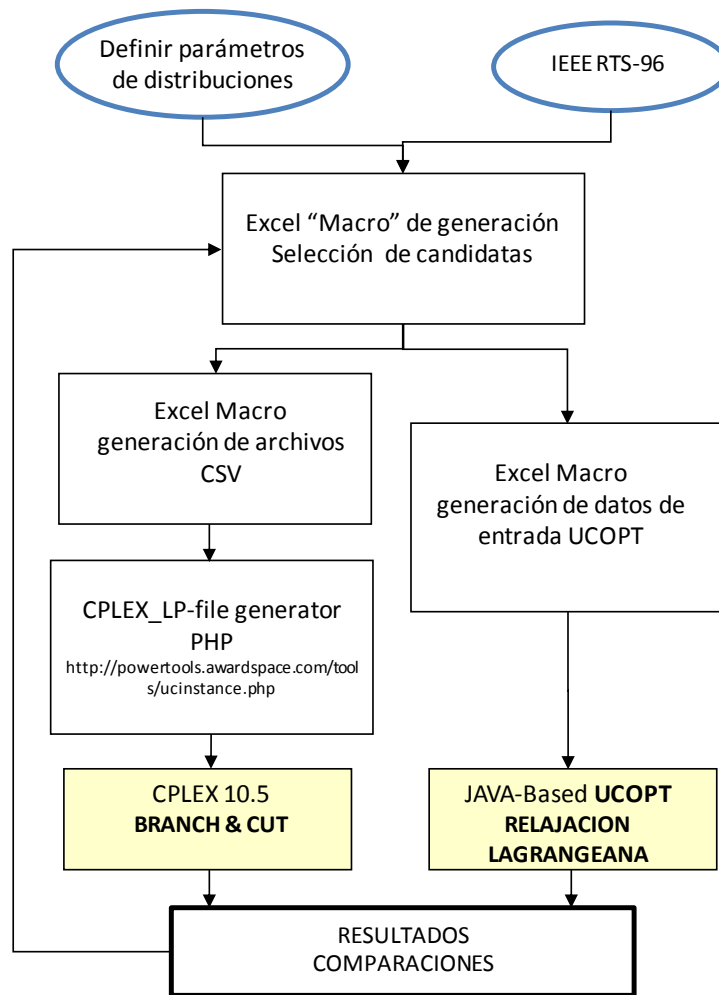 Definir parámetros
de distribuciones
IEEE RTS-96
Excel “Macro” de generación
Selección de candidatas
Excel Macro
generación de archivos
CSV
Excel Macro
generación de datos de
entrada UCOPT
CPLEX_LP-file generator
PHP
http://powertools.awardspace.com/tool
s/ucinstance.php
CPLEX 10.5
BRANCH & CUT
JAVA-Based UCOPT
RELAJACION
LAGRANGEANA
RESULTADOS
COMPARACIONES